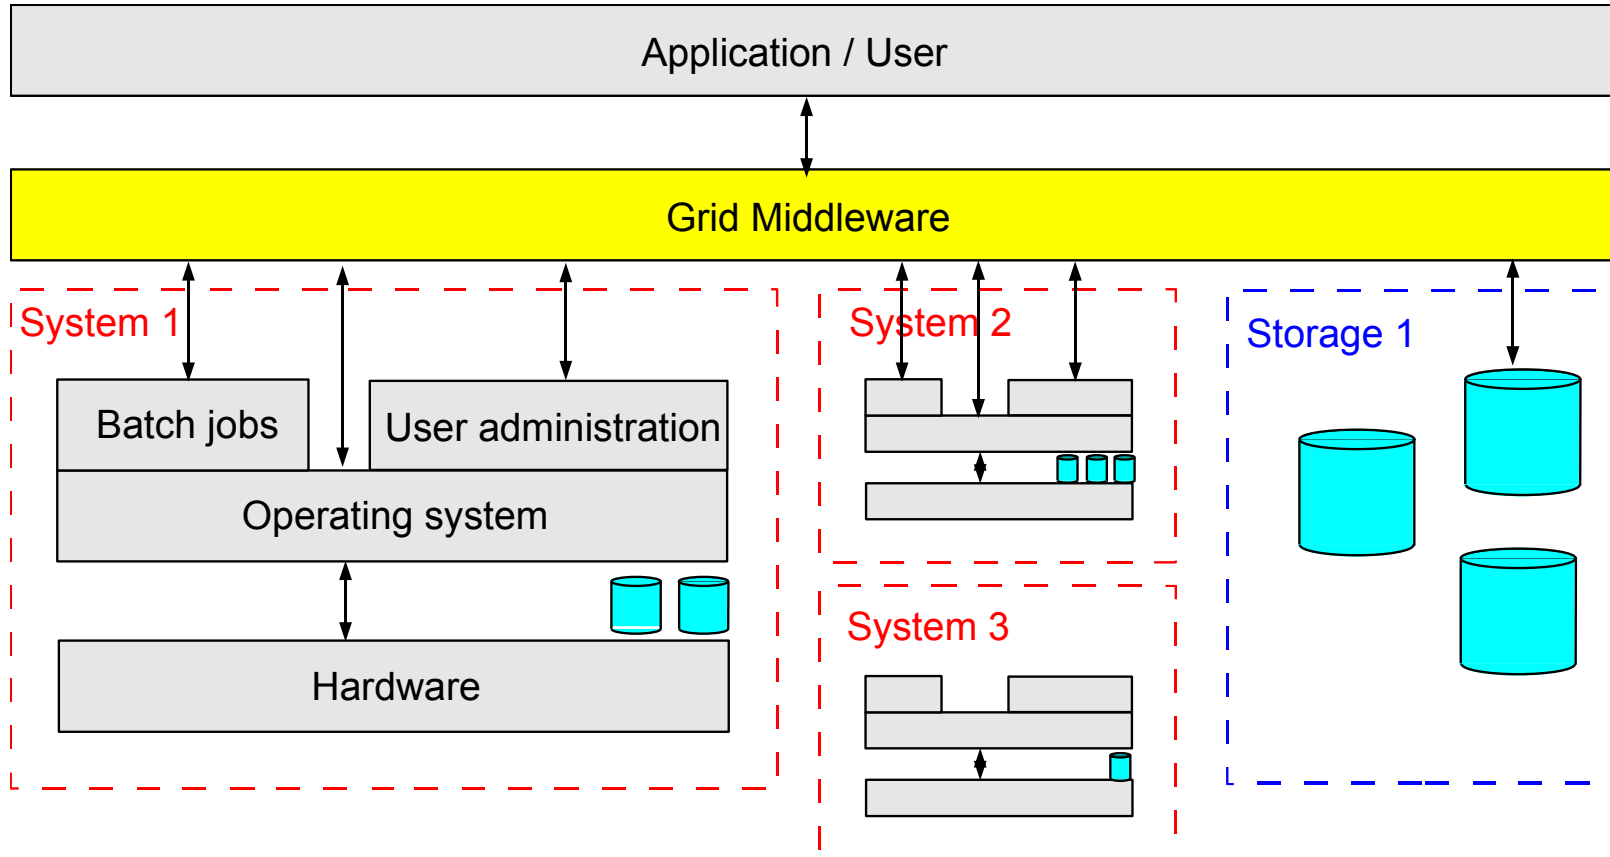 Application / User
Grid Middleware
System 1
System 2
Storage 1
Batch jobs
User administration
Operating system
System 3
Hardware